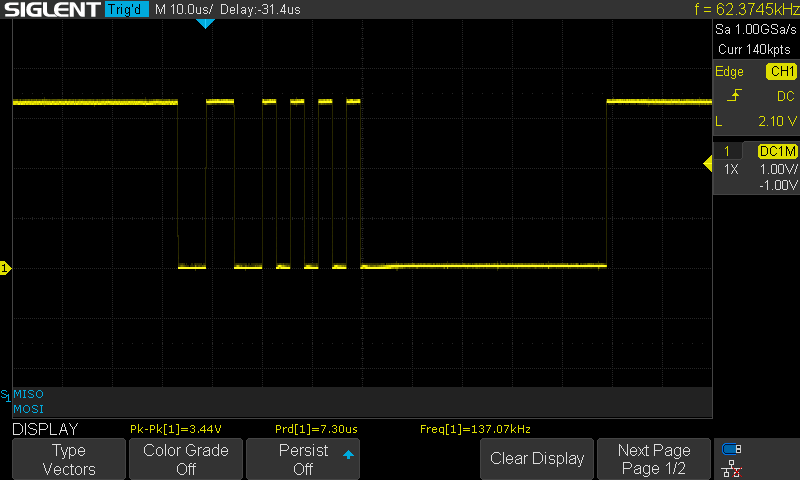 SIGLENT Trig'd M 10.0us/ Delay:-31.4us f = 62.3745kHz
Sa 1.00GSa/s
Curr 140kpts
Edge CH1
DC
L 2.10 V
1 DC1M
1X 1.00V/
-1.00V
1
S1 MISO
MOSI
DISPLAY Pk-Pk[1]=3.44V Prd[1]=7.30us Freq[1]=137.07kHz
Type
Vectors
Color Grade
Off
Persist
Off
Clear Display
Next Page
Page 1/2